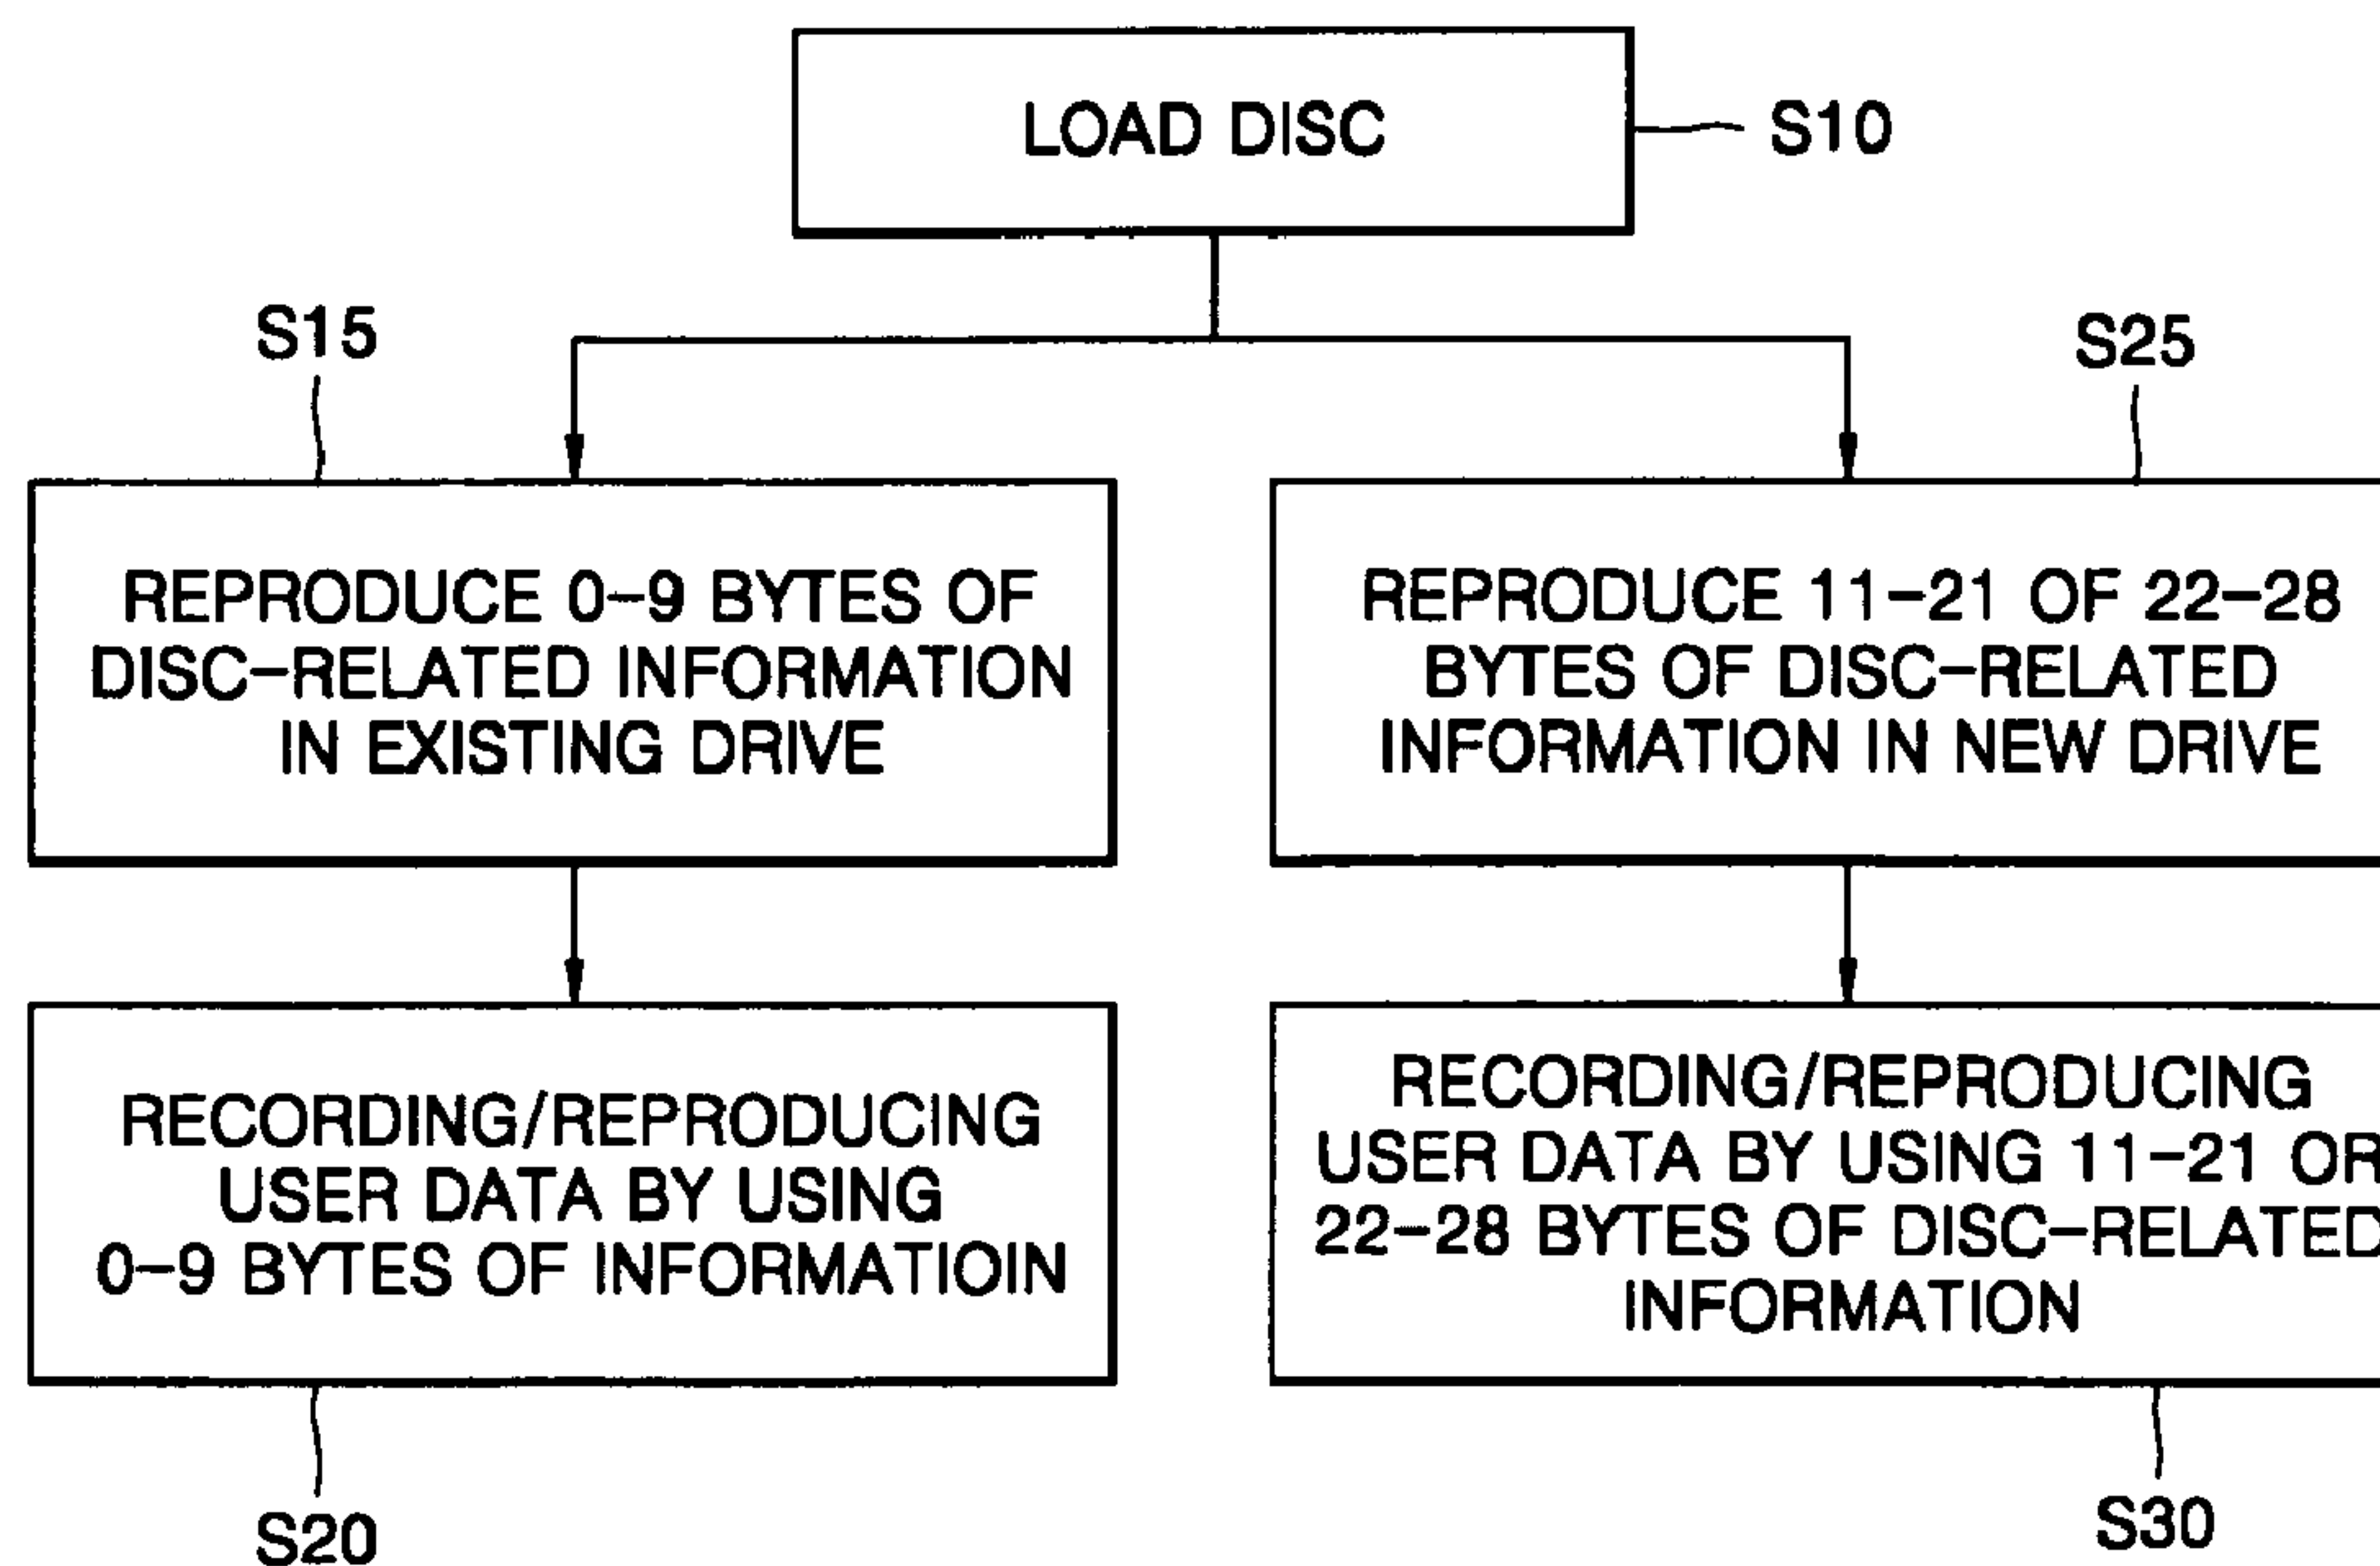 LOAD DISC
S10
S15
S25
REPRODUCE 0-9 BYTES OF
DISC-RELATED INFORMATION
IN EXISTING DRIVE
REPRODUCE 11-21 OF 22-28
BYTES OF DISC-RELATED
INFORMATION IN NEW DRIVE
RECORDING/REPRODUCING
USER DATA BY USING
0-9 BYTES OF INFORMATIOIN
RECORDING/REPRODUCING
USER DATA BY USING 11-21 OR
22-28 BYTES OF DISC-RELATED
INFORMATION
S20
S30